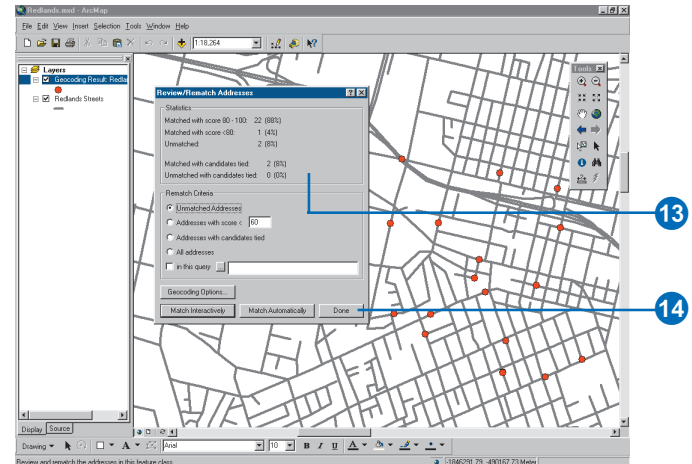 Redlands.mxd - ArcMap
File Edit View Insert Selection Tools Window Help
1:18,264
Layers
Geocoding Result: Redla
Redlands Streets
Display Source
Review/Rematch Addresses
Statistics
Matched with score 80 - 100: 22 (88%)
Matched with score <80: 1 (4%)
Unmatched: 2 (8%)
Matched with candidates tied: 2 (8%)
Unmatched with candidates tied: 0 (0%)
Rematch Criteria
Unmatched Addresses
Addresses with score < 60
Addresses with candidates tied
All addresses
in this query ...
Geocoding Options...
Match Interactively Match Automatically Done
Tools
13
14
Drawing Arial 10 B I U A
Review and rematch the addresses in this feature class
-1846291.79 -490167.73 Meter